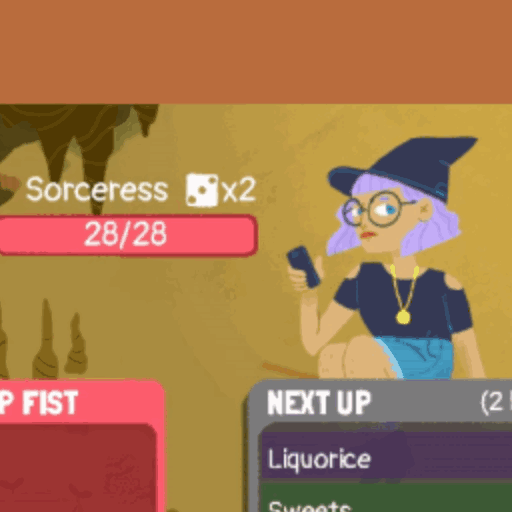 Sorceress x2
28/28
P FIST
NEXT UP (2
Liquorice
Sweets